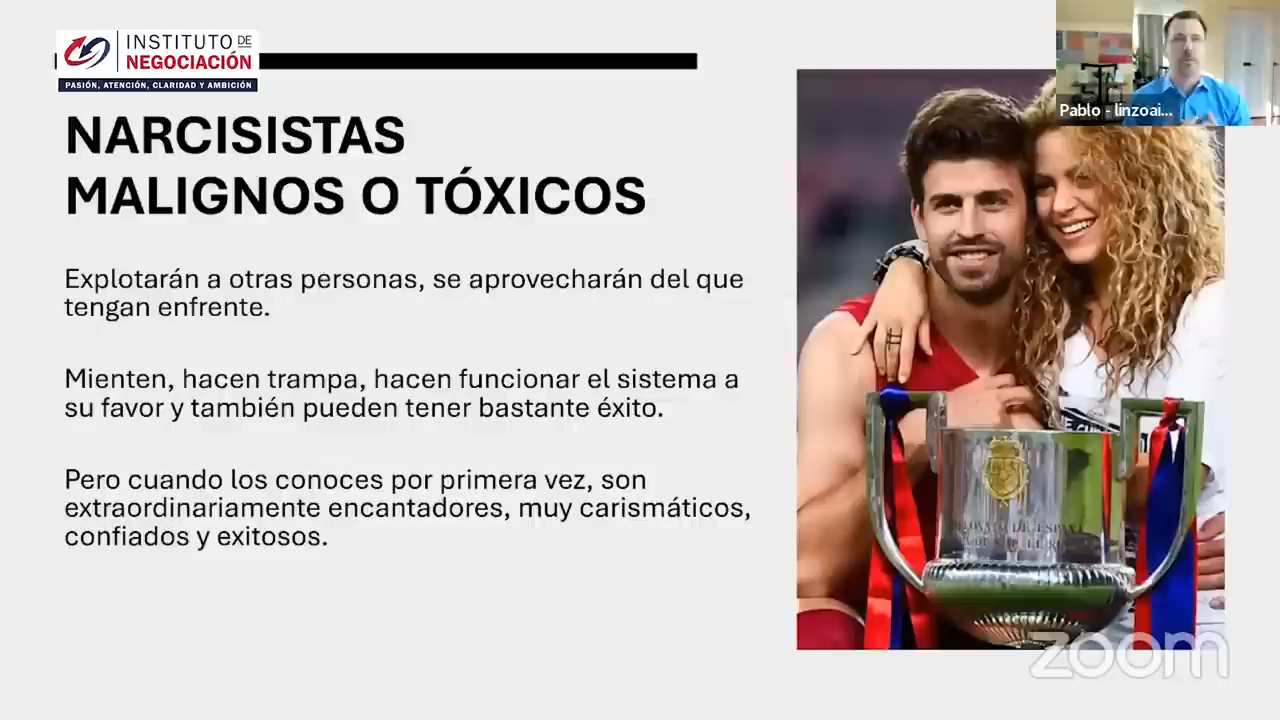 INSTITUTO DE
NEGOCIACIÓN
PASIÓN, ATENCIÓN, CLARIDAD Y AMBICIÓN
Pablo - linzoai...
NARCISISTAS
MALIGNOS O TÓXICOS
Explotarán a otras personas, se aprovecharán del que
tengan enfrente.
Mienten, hacen trampa, hacen funcionar el sistema a
su favor y también pueden tener bastante éxito.
Pero cuando los conoces por primera vez, son
extraordinariamente encantadores, muy carismáticos,
confiados y exitosos.
DE ESPAÑA
zoom